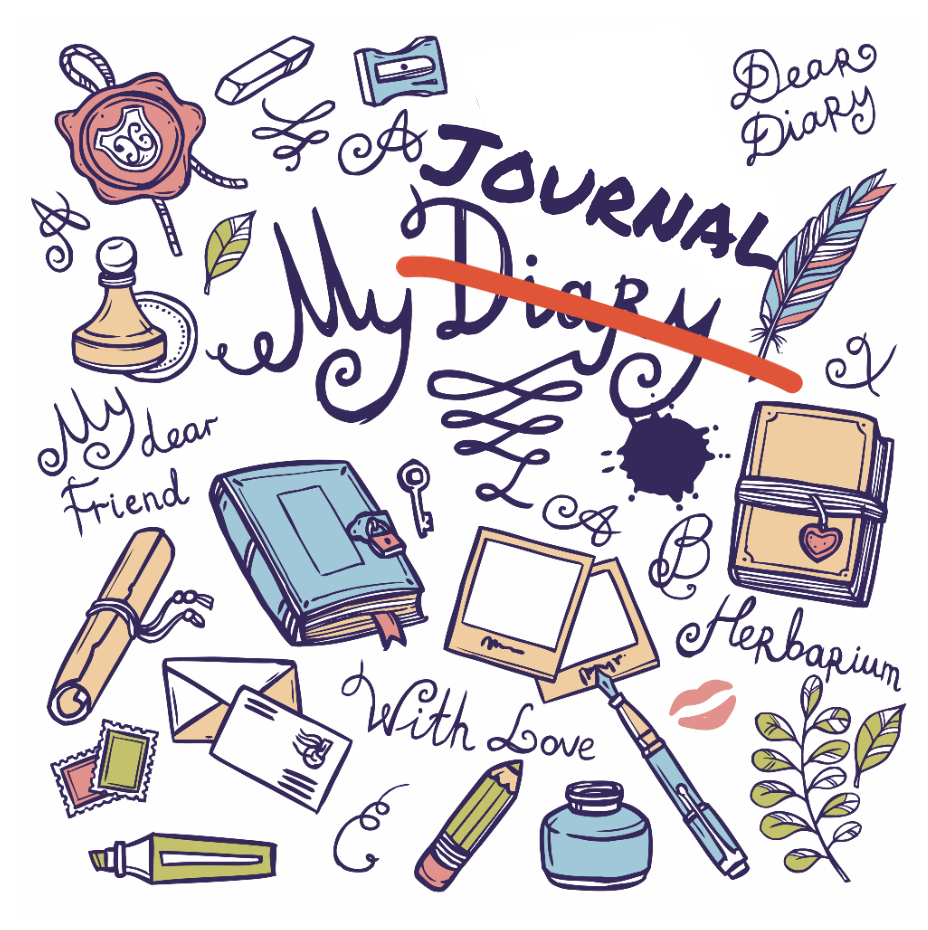 Dear
Diary
A
JOURNAL
My Diary
A
X
My dear
Friend
L
A
B
Herbarium
With Love